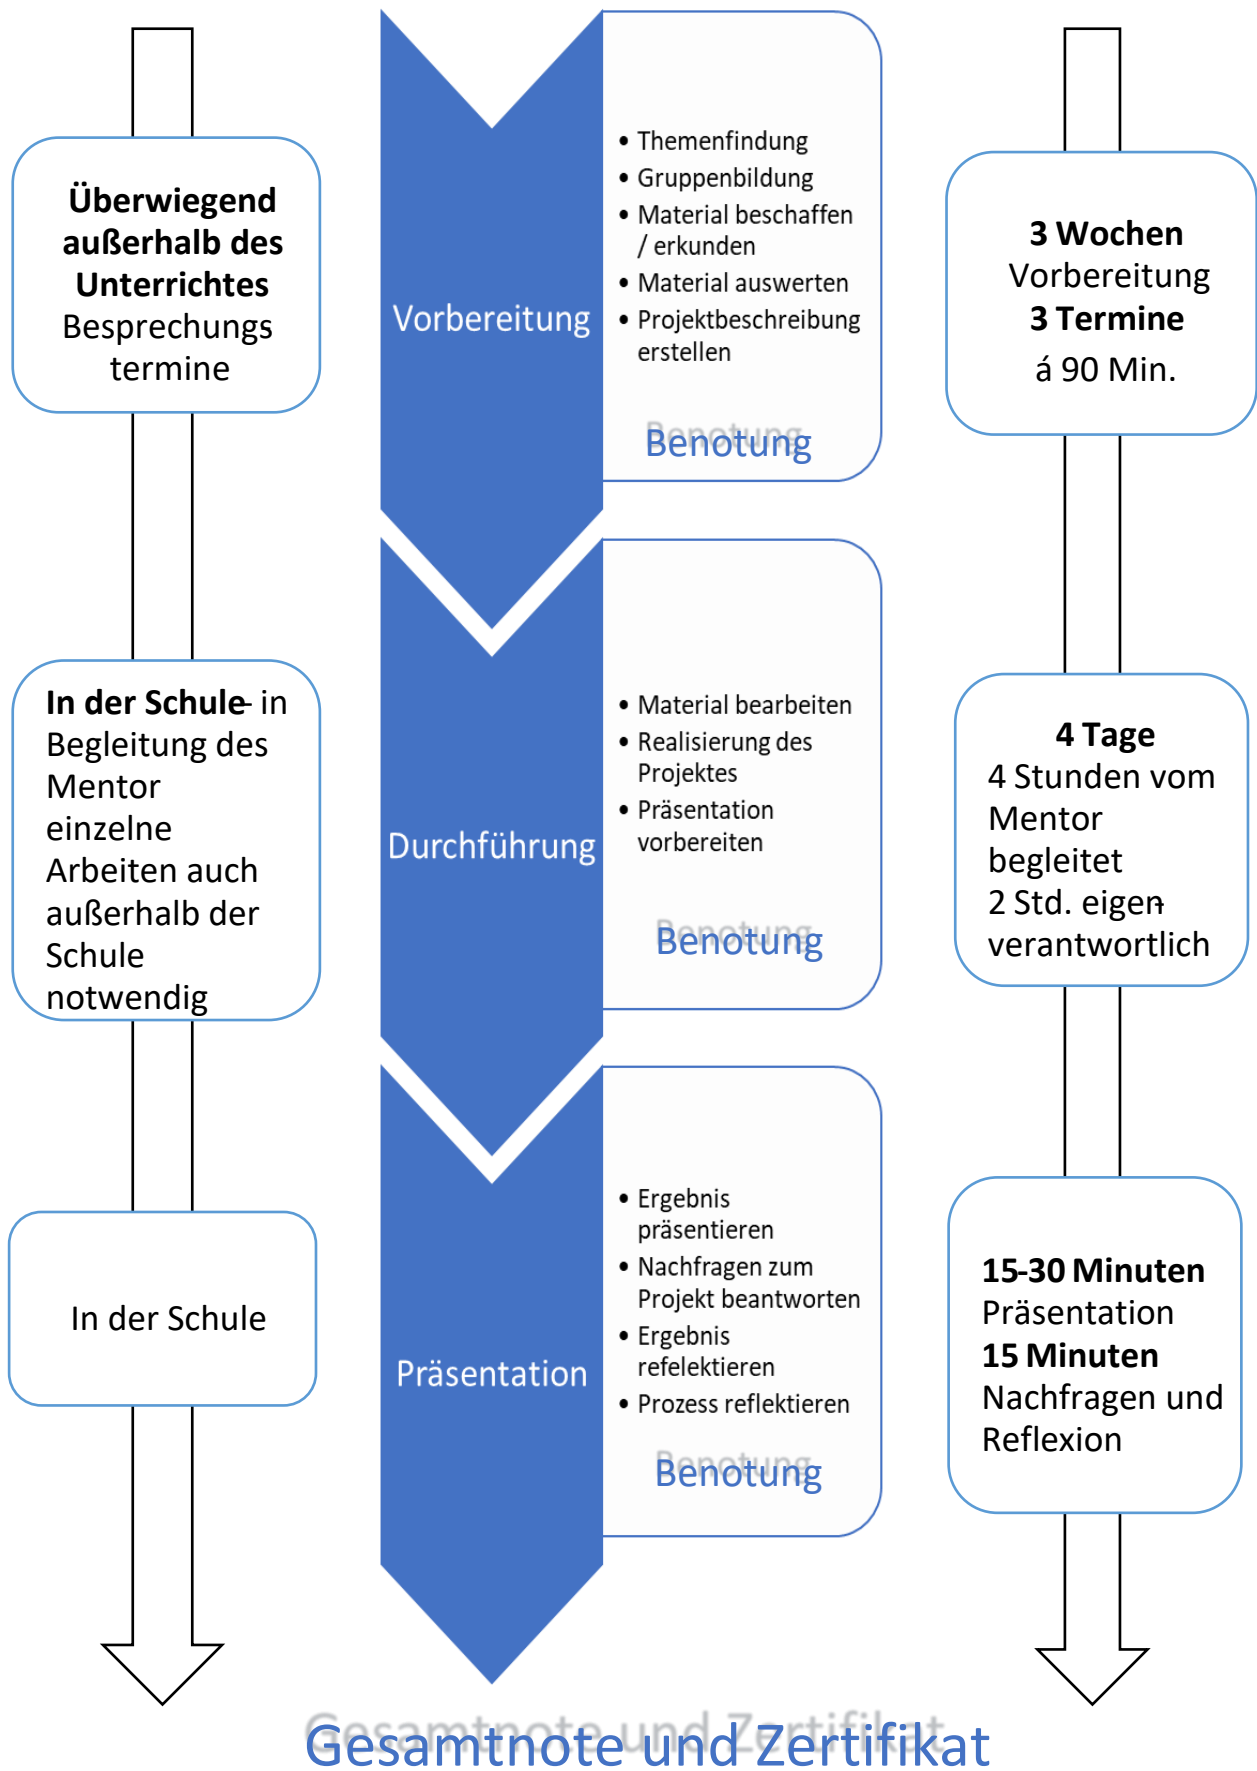 Überwiegend
außerhalb des
Unterrichtes
Besprechungs
termine
Vorbereitung
• Themenfindung
• Gruppenbildung
• Material beschaffen
/ erkunden
• Material auswerten
• Projektbeschreibung
erstellen
Benotung
3 Wochen
Vorbereitung
3 Termine
á 90 Min.
In der Schule- in
Begleitung des
Mentor
einzelne
Arbeiten auch
außerhalb der
Schule
notwendig
Durchführung
• Material bearbeiten
• Realisierung des
Projektes
• Präsentation
vorbereiten
Benotung
4 Tage
4 Stunden vom
Mentor
begleitet
2 Std. eigen-
verantwortlich
In der Schule
Präsentation
• Ergebnis
präsentieren
• Nachfragen zum
Projekt beantworten
• Ergebnis
refelektieren
• Prozess reflektieren
Benotung
15-30 Minuten
Präsentation
15 Minuten
Nachfragen und
Reflexion
Gesamtnote und Zertifikat